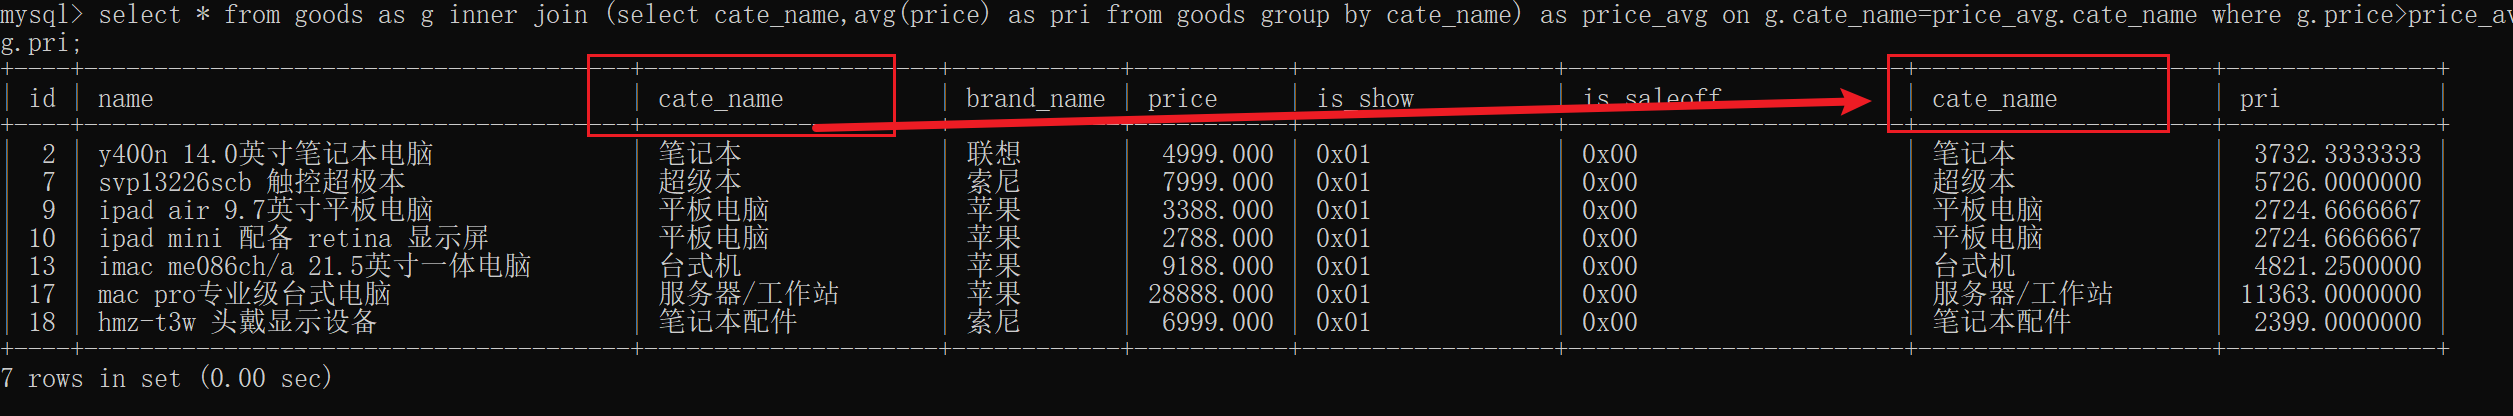 mysql> select * from goods as g inner join (select cate_name,avg(price) as pri from goods group by cate_name) as price_avg on g.cate_name=price_avg.cate_name where g.price>price_av
g.pri;
+----+---------------------------------------+---------------------+------------+-----------+------------------+------------------------+---------------------+---------------+
| id | name | cate_name | brand_name | price | is_show | is_saleoff | cate_name | pri |
+----+---------------------------------------+---------------------+------------+-----------+------------------+------------------------+---------------------+---------------+
| 2 | y400n 14.0英寸笔记本电脑 | 笔记本 | 联想 | 4999.000 | 0x01 | 0x00 | 笔记本 | 3732.3333333 |
| 7 | svp13226scb 触控超极本 | 超级本 | 索尼 | 7999.000 | 0x01 | 0x00 | 超级本 | 5726.0000000 |
| 9 | ipad air 9.7英寸平板电脑 | 平板电脑 | 苹果 | 3388.000 | 0x01 | 0x00 | 平板电脑 | 2724.6666667 |
| 10 | ipad mini 配备 retina 显示屏 | 平板电脑 | 苹果 | 2788.000 | 0x01 | 0x00 | 平板电脑 | 2724.6666667 |
| 13 | imac me086ch/a 21.5英寸一体电脑 | 台式机 | 苹果 | 9188.000 | 0x01 | 0x00 | 台式机 | 4821.2500000 |
| 17 | mac pro专业级台式电脑 | 服务器/工作站 | 苹果 | 28888.000 | 0x01 | 0x00 | 服务器/工作站 | 11363.0000000 |
| 18 | hmz-t3w 头戴显示设备 | 笔记本配件 | 索尼 | 6999.000 | 0x01 | 0x00 | 笔记本配件 | 2399.0000000 |
+----+---------------------------------------+---------------------+------------+-----------+------------------+------------------------+---------------------+---------------+
7 rows in set (0.00 sec)